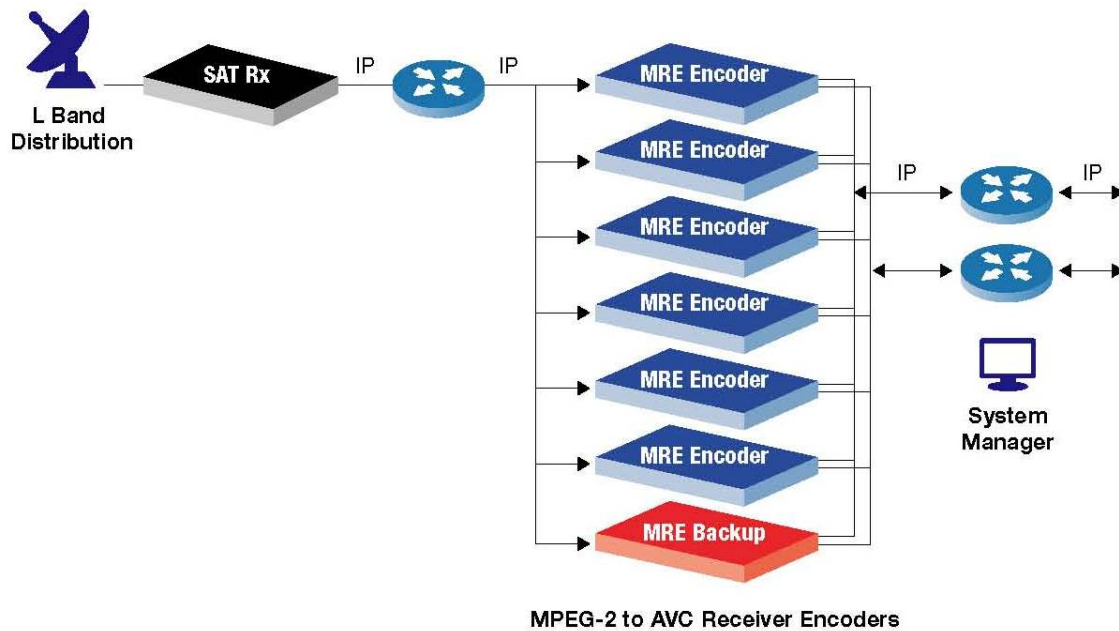 L Band
Distribution
SAT Rx
IP
IP
MRE Encoder
MRE Encoder
MRE Encoder
MRE Encoder
MRE Encoder
MRE Encoder
MRE Backup
IP
IP
System
Manager
MPEG-2 to AVC Receiver Encoders